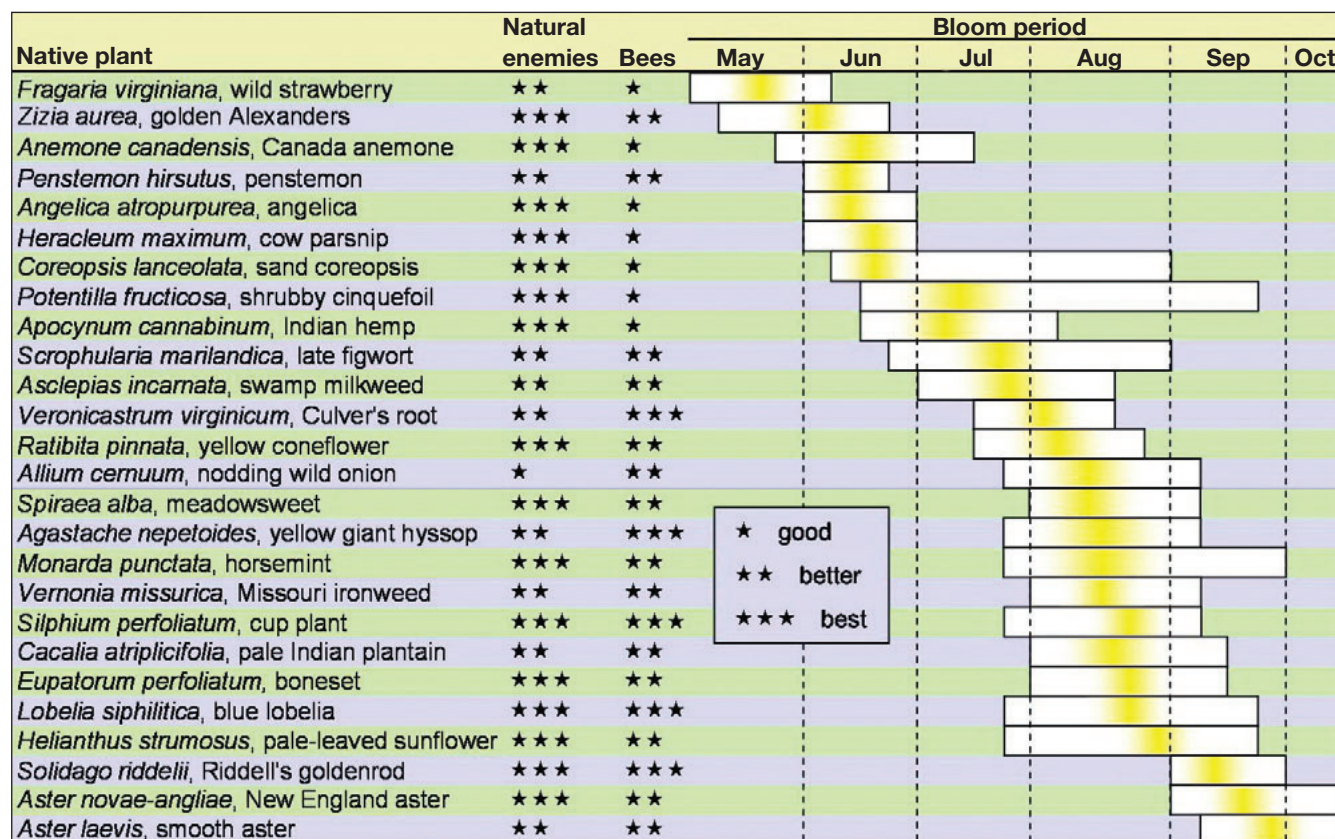 Natural Bloom period
Native plant enemies Bees May Jun Jul Aug Sep Oct
Fragaria virginiana, wild strawberry ★★ ★
Zizia aurea, golden Alexanders ★★★ ★★
Anemone canadensis, Canada anemone ★★★ ★
Penstemon hirsutus, penstemon ★★ ★★
Angelica atropurpurea, angelica ★★★ ★
Heracleum maximum, cow parsnip ★★★ ★
Coreopsis lanceolata, sand coreopsis ★★★ ★
Potentilla fructicosa, shrubby cinquefoil ★★★ ★
Apocynum cannabinum, Indian hemp ★★★ ★
Scrophularia marilandica, late figwort ★★ ★★
Asclepias incarnata, swamp milkweed ★★ ★★
Veronicastrum virginicum, Culver's root ★★ ★★★
Ratibita pinnata, yellow coneflower ★★★ ★★
Allium cernuum, nodding wild onion ★ ★★
Spiraea alba, meadowsweet ★★★ ★★
Agastache nepetoides, yellow giant hyssop ★★ ★★★
Monarda punctata, horsemint ★★★ ★★
Vernonia missurica, Missouri ironweed ★★ ★★
Silphium perfoliatum, cup plant ★★★ ★★★
Cacalia atriplicifolia, pale Indian plantain ★★ ★★
Eupatorum perfoliatum, boneset ★★★ ★★
Lobelia siphilitica, blue lobelia ★★★ ★★★
Helianthus strumosus, pale-leaved sunflower ★★★ ★★
Solidago riddelii, Riddell's goldenrod ★★★ ★★★
Aster novae-angliae, New England aster ★★★ ★★
Aster laevis, smooth aster ★★ ★★
★ good
★★ better
★★★ best